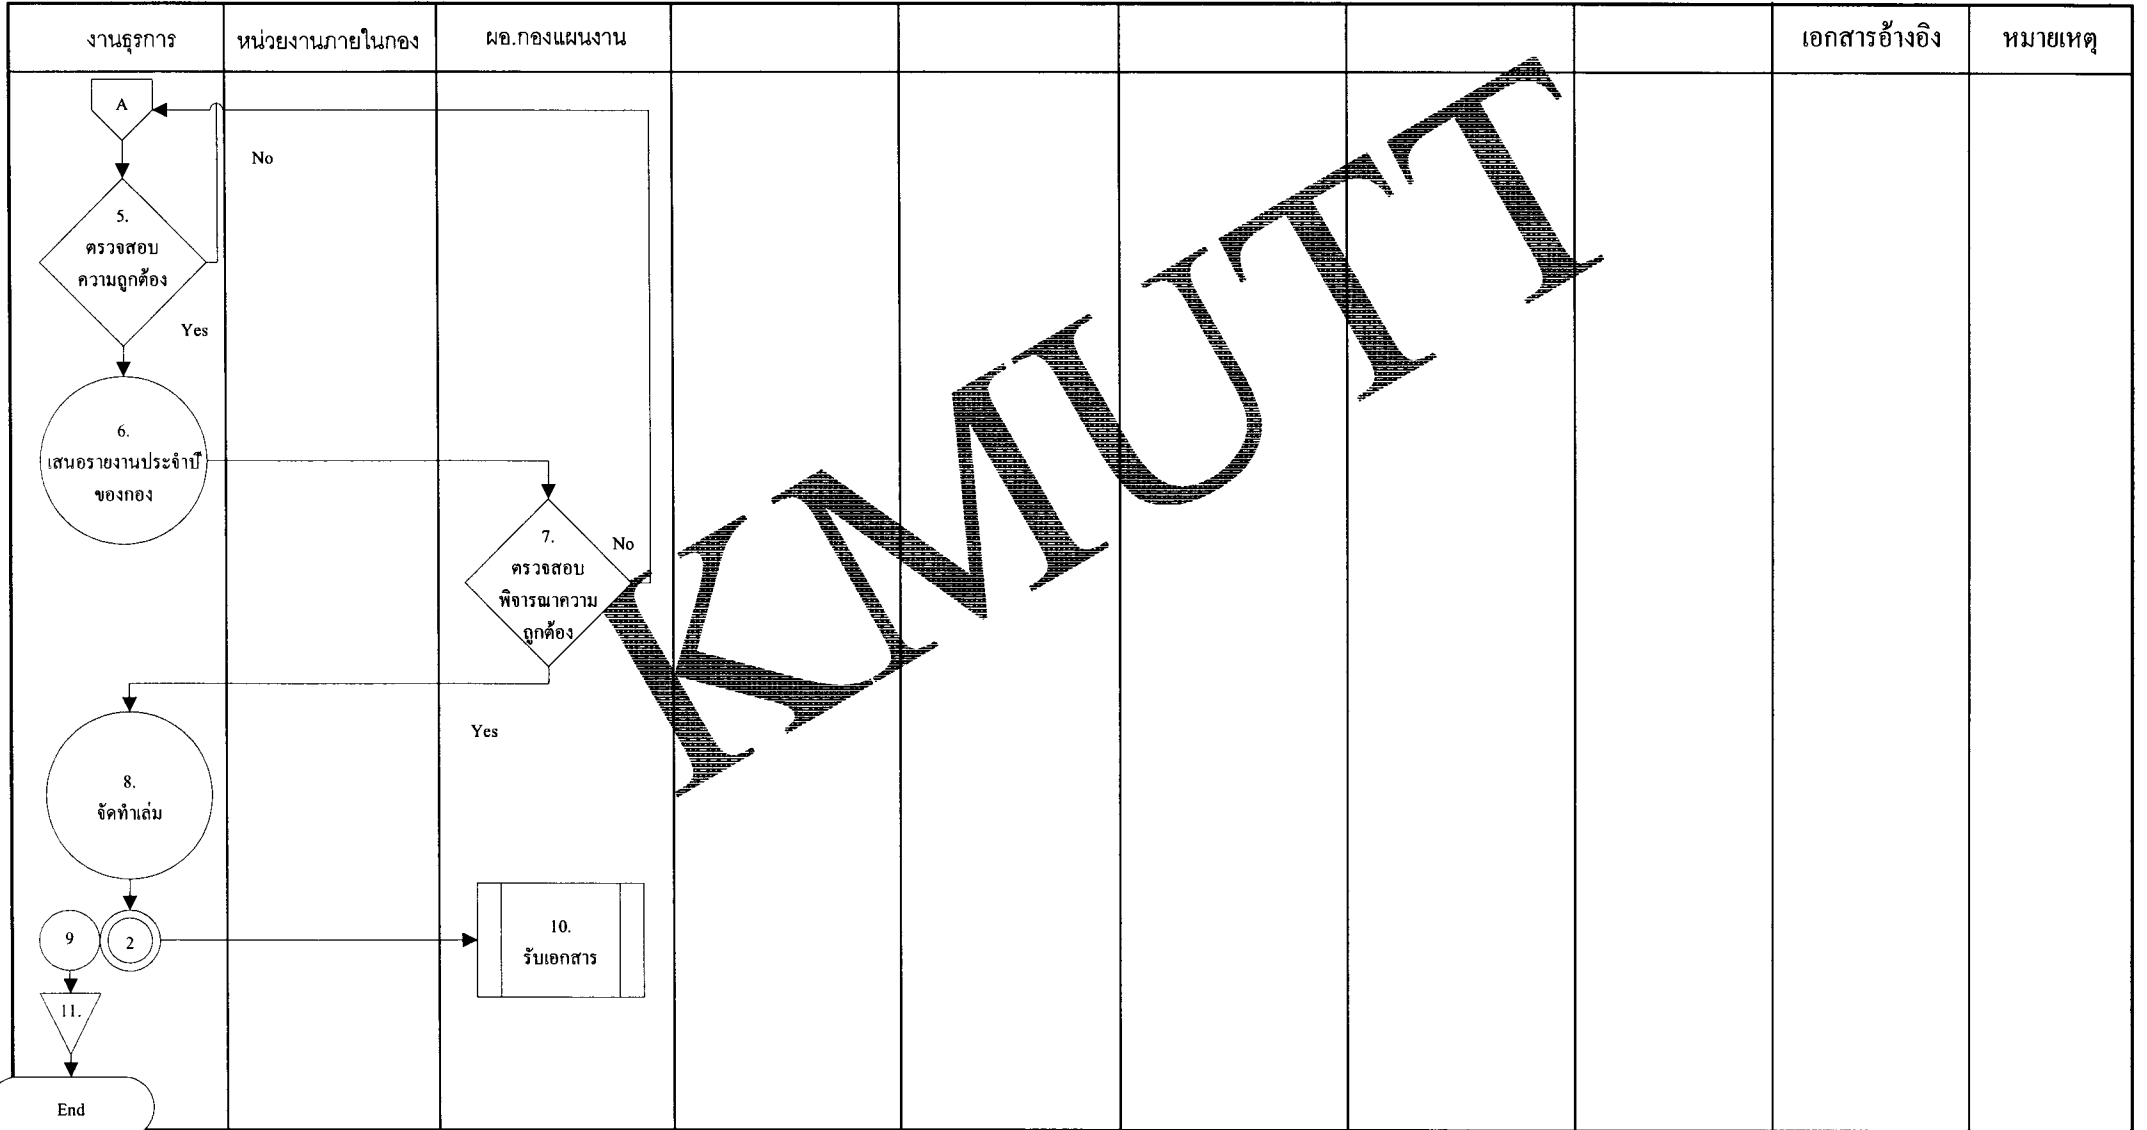 งานธุรการ
หน่วยงานภายในกอง
ผอ.กองแผนงาน
เอกสารอ้างอิง
หมายเหตุ
A
No
5.
ตรวจสอบ
ความถูกต้อง
Yes
6.
เสนอรายงานประจำปี
ของกอง
7.
No
ตรวจสอบ
พิจารณาความ
ถูกต้อง
Yes
8.
จัดทำเล่ม
9
2
10.
รับเอกสาร
11.
End
KMUTT